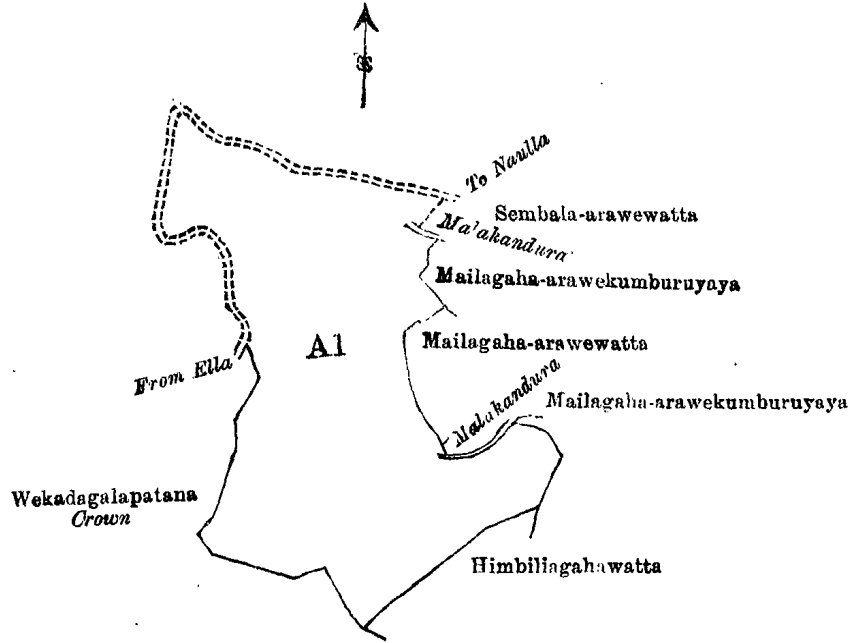 To Naulla
Sembala-arawewatta
Malakandura
Mailagaha-arawekumburuyaya
A1
Mailagaha-arawewatta
From Ella
Malakandura
Mailagaha-arawekumburuyaya
Wekadagalapatana
Crown
Himbiliagahawatta